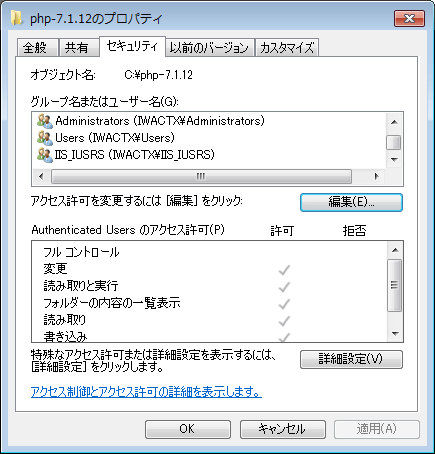 php-7.1.12のプロパティ
全般 共有 セキュリティ 以前のバージョン カスタマイズ
オブジェクト名: C:¥php-7.1.12
グループ名またはユーザー名(G):
Administrators (IWACTX¥Administrators)
Users (IWACTX¥Users)
IIS_IUSRS (IWACTX¥IIS_IUSRS)
アクセス許可を変更するには [編集] をクリック:
編集(E)...
Authenticated Users のアクセス許可(P) 許可 拒否
フル コントロール
変更
読み取りと実行
フォルダーの内容の一覧表示
読み取り
書き込み
特殊なアクセス許可または詳細設定を表示するには、
[詳細設定] をクリックします。
詳細設定(V)
アクセス制御とアクセス許可の詳細を表示します。
OK キャンセル 適用(A)